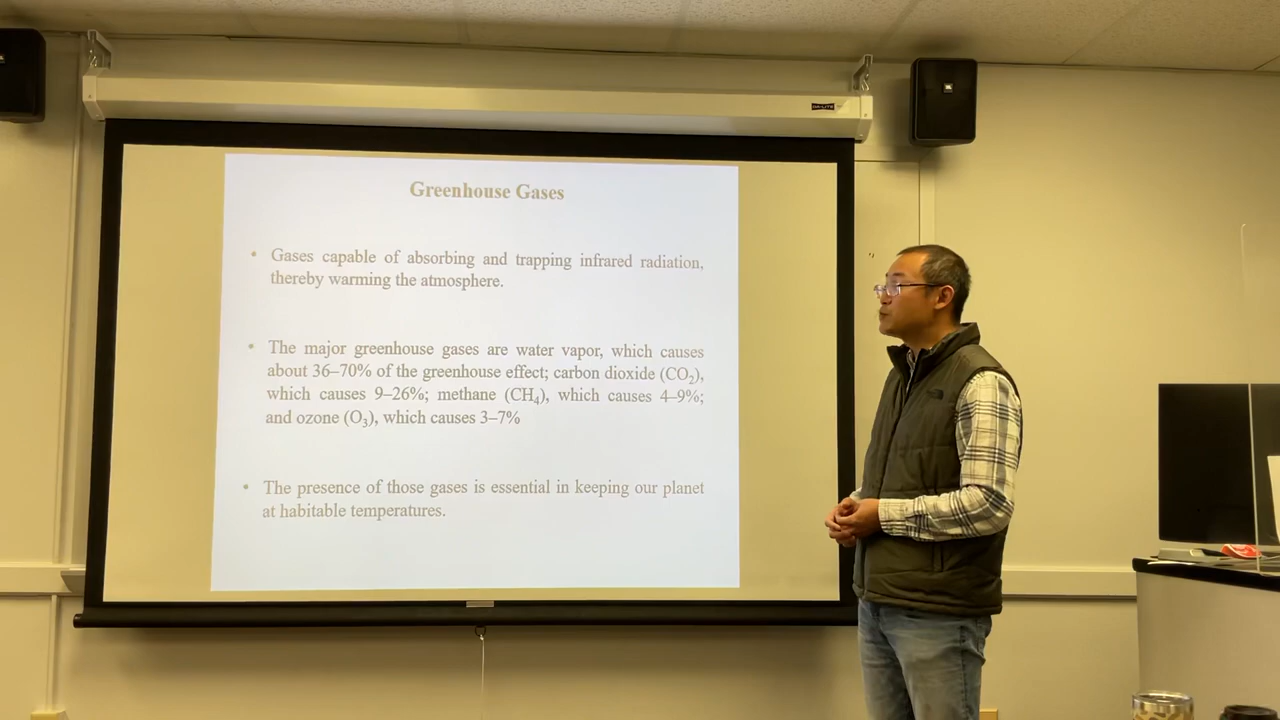 DA-LITE
JBL
Greenhouse Gases
• Gases capable of absorbing and trapping infrared radiation,
thereby warming the atmosphere.
• The major greenhouse gases are water vapor, which causes
about 36–70% of the greenhouse effect; carbon dioxide (CO₂),
which causes 9–26%; methane (CH₄), which causes 4–9%;
and ozone (O₃), which causes 3–7%
• The presence of those gases is essential in keeping our planet
at habitable temperatures.